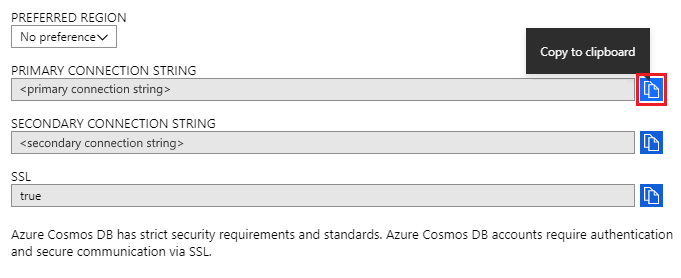 PREFERRED REGION
No preference
Copy to clipboard
PRIMARY CONNECTION STRING
<primary connection string>
SECONDARY CONNECTION STRING
<secondary connection string>
SSL
true
Azure Cosmos DB has strict security requirements and standards. Azure Cosmos DB accounts require authentication
and secure communication via SSL.